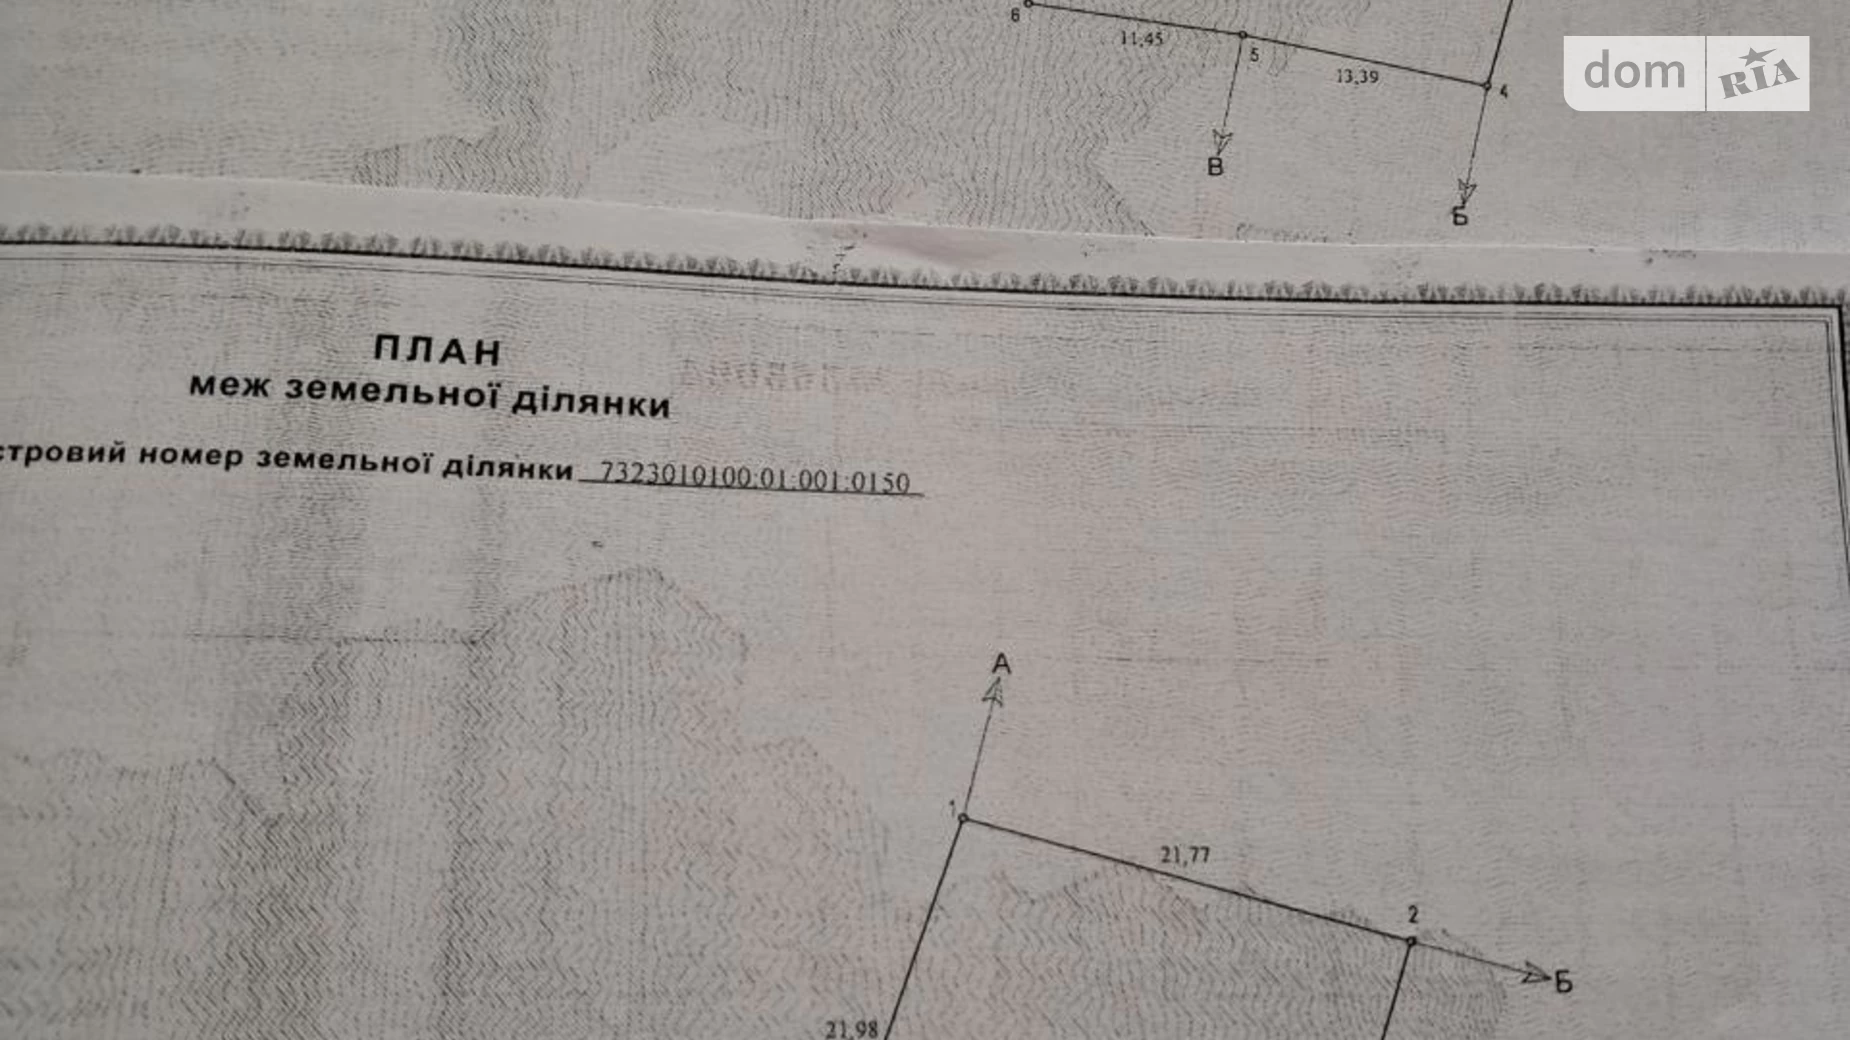 6
11,45
5
13,39
4
В
Б
dom RIA
ПЛАН
меж земельної ділянки
стровий номер земельної ділянки 7323010100:01:001:0150
А
1
21,77
2
Б
21,98